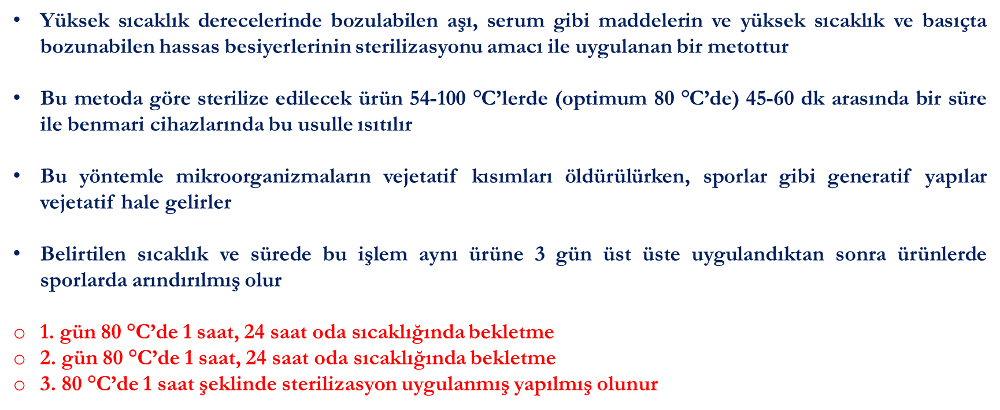 • Yüksek sıcaklık derecelerinde bozulabilen aşı, serum gibi maddelerin ve yüksek sıcaklık ve basıçta
bozunabilen hassas besiyerlerinin sterilizasyonu amacı ile uygulanan bir metottur
• Bu metoda göre sterilize edilecek ürün 54-100 °C’lerde (optimum 80 °C’de) 45-60 dk arasında bir süre
ile benmari cihazlarında bu usulle ısıtılır
• Bu yöntemle mikroorganizmaların vejetatif kısımları öldürülürken, sporlar gibi generatif yapılar
vejetatif hale gelirler
• Belirtilen sıcaklık ve sürede bu işlem aynı ürüne 3 gün üst üste uygulandıktan sonra ürünlerde
sporlarda arındırılmış olur
o 1. gün 80 °C’de 1 saat, 24 saat oda sıcaklığında bekletme
o 2. gün 80 °C’de 1 saat, 24 saat oda sıcaklığında bekletme
o 3. 80 °C’de 1 saat şeklinde sterilizasyon uygulanmış yapılmış olunur